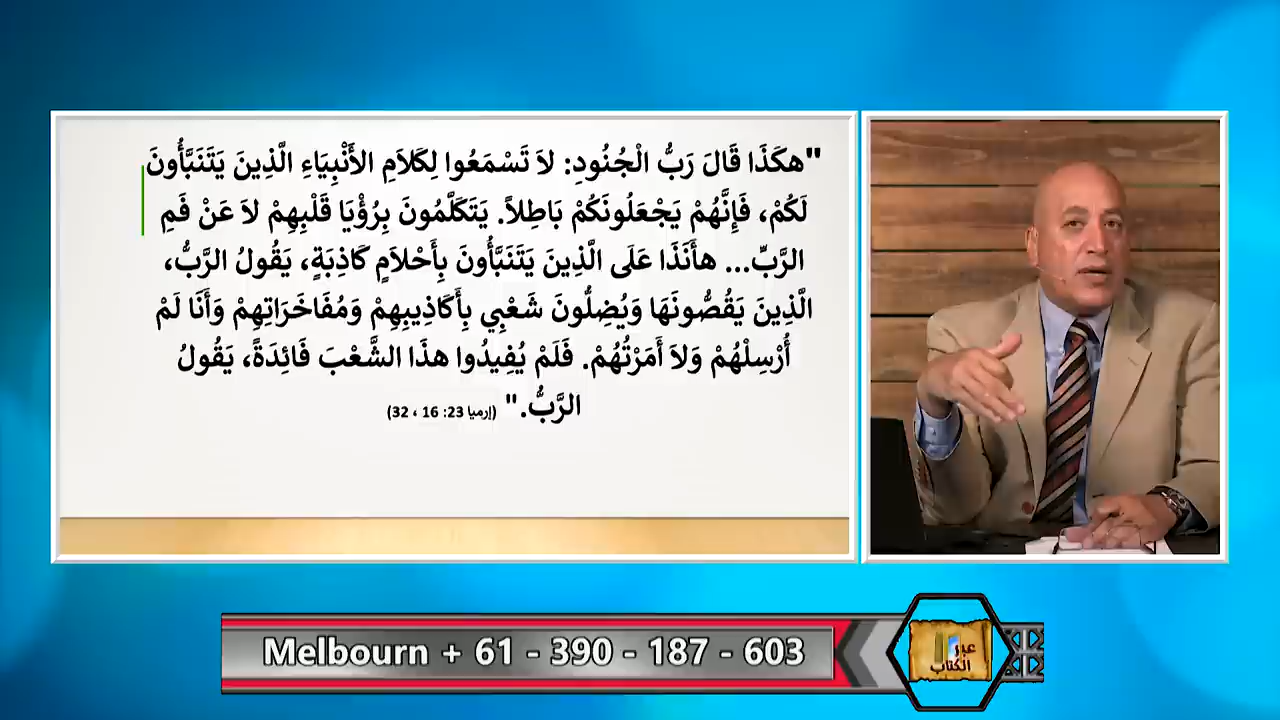 "هكَذَا قَالَ رَبُّ الْجُنُودِ: لاَ تَسْمَعُوا لِكَلاَمِ الأَنْبِيَاءِ الَّذِينَ يَتَنَبَّأُونَ
لَكُمْ، فَإِنَّهُمْ يَجْعَلُونَكُمْ بَاطِلاً. يَتَكَلَّمُونَ بِرُؤْيَا قَلْبِهِمْ لاَ عَنْ فَمِ
الرَّبِّ... هأَنَذَا عَلَى الَّذِينَ يَتَنَبَّأُونَ بِأَحْلاَمٍ كَاذِبَةٍ، يَقُولُ الرَّبُّ،
الَّذِينَ يَقُصُّونَهَا وَيُضِلُّونَ شَعْبِي بِأَكَاذِيبِهِمْ وَمُفَاخَرَاتِهِمْ وَأَنَا لَمْ
أُرْسِلْهُمْ وَلاَ أَمَرْتُهُمْ. فَلَمْ يُفِيدُوا هذَا الشَّعْبَ فَائِدَةً، يَقُولُ
الرَّبُّ." (إرميا 23: 16 ، 32)
Melbourn + 61 - 390 - 187 - 603
عبر
الكتاب